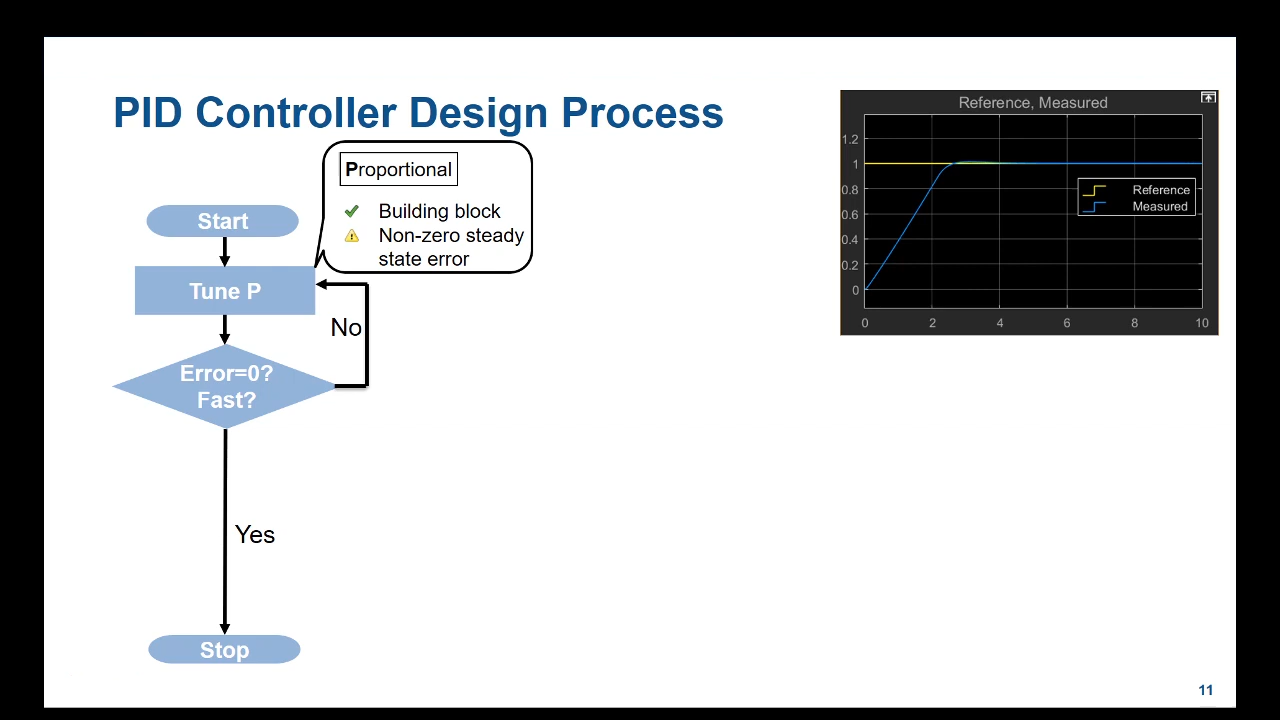 PID Controller Design Process
Proportional
Building block
Non-zero steady
state error
Start
Tune P
No
Error=0?
Fast?
Yes
Stop
Reference, Measured
1.2
1
0.8
0.6
0.4
0.2
0
0 2 4 6 8 10
Reference
Measured
11